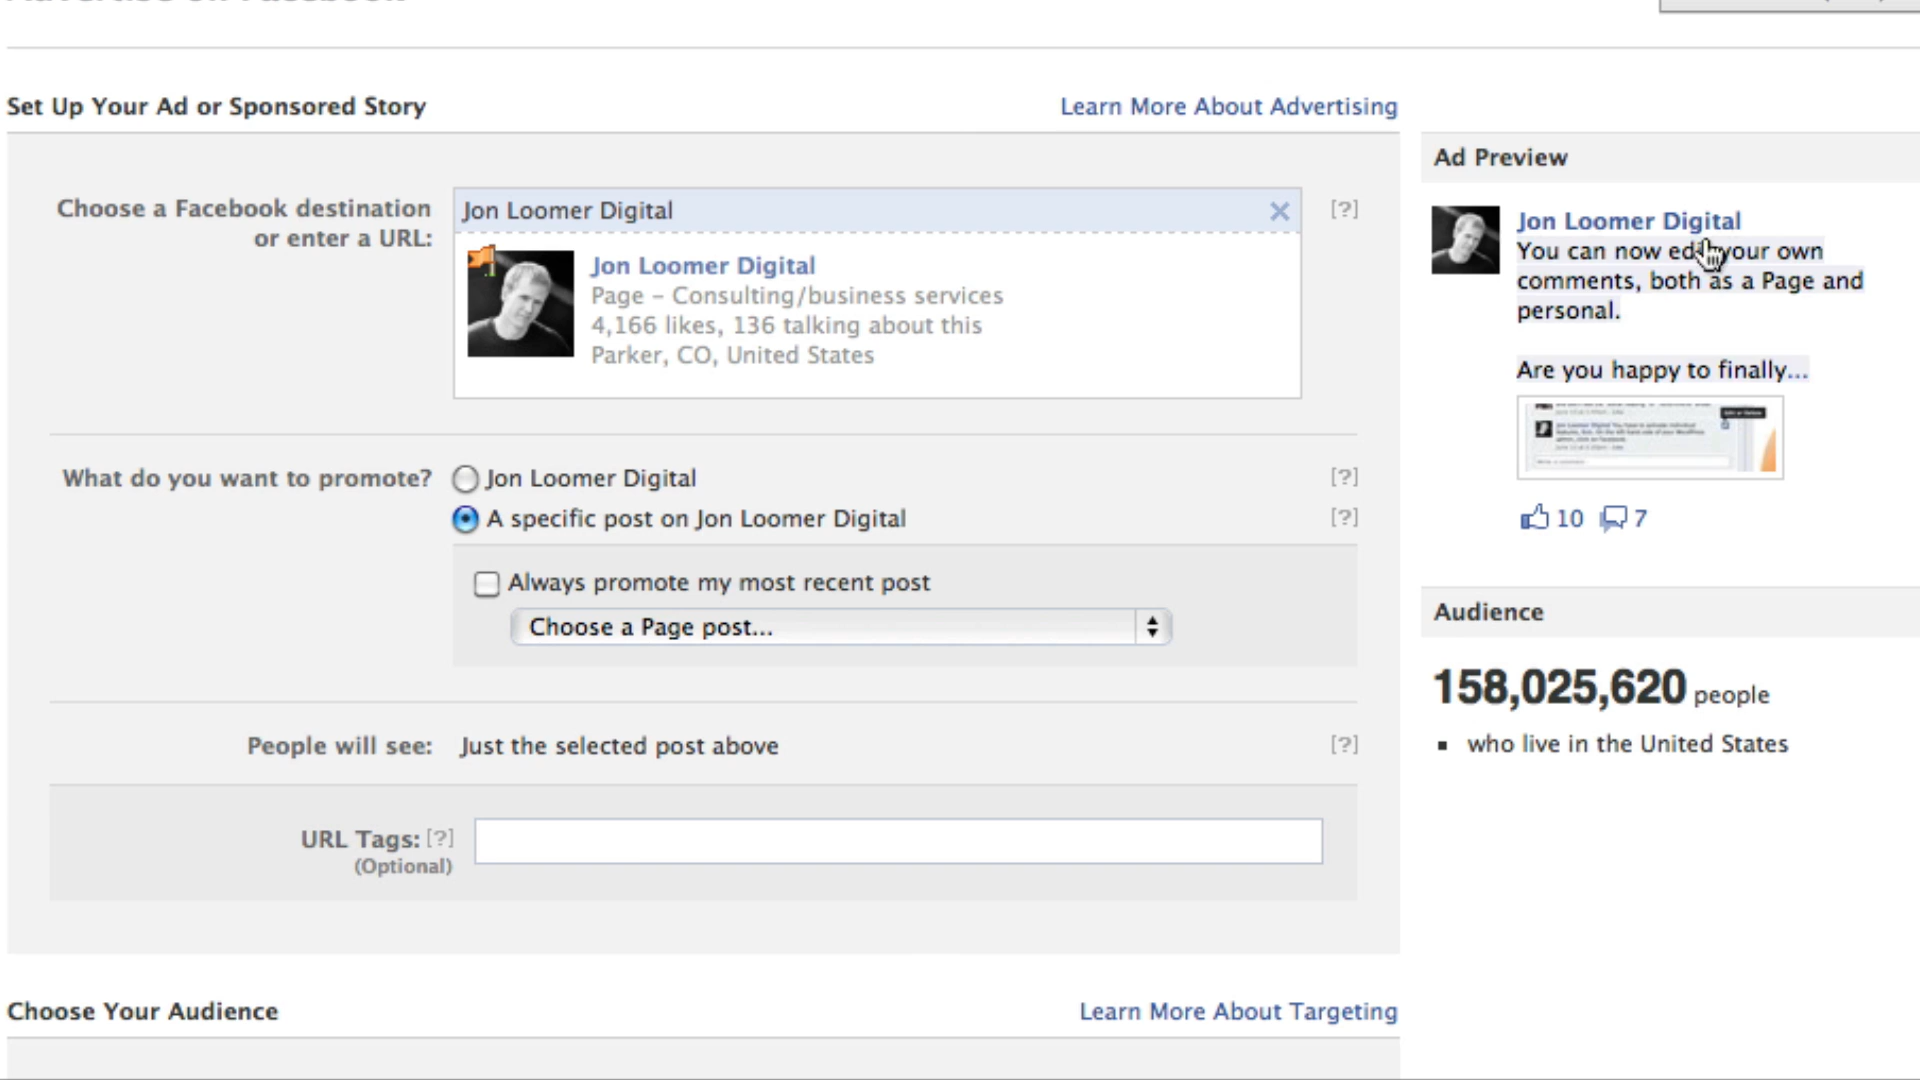 Set Up Your Ad or Sponsored Story
Learn More About Advertising
Choose a Facebook destination
or enter a URL:
Jon Loomer Digital
[?]
Jon Loomer Digital
Page – Consulting/business services
4,166 likes, 136 talking about this
Parker, CO, United States
What do you want to promote?
Jon Loomer Digital
[?]
A specific post on Jon Loomer Digital
[?]
Always promote my most recent post
Choose a Page post...
People will see:
Just the selected post above
[?]
URL Tags: [?]
(Optional)
Choose Your Audience
Learn More About Targeting
Ad Preview
Jon Loomer Digital
You can now edit your own
comments, both as a Page and
personal.
Are you happy to finally...
10 7
Audience
158,025,620 people
who live in the United States